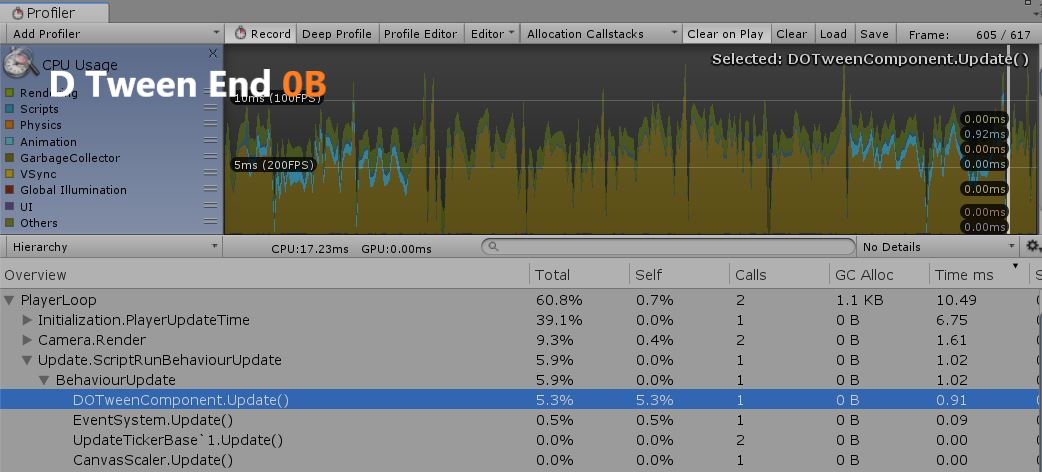 Profiler
Add Profiler Record Deep Profile Profile Editor Editor Allocation Callstacks Clear on Play Clear Load Save Frame: 605 / 617
CPU Usage
Selected: DOTweenComponent.Update()
D Tween End 0B
Rendering
Scripts
Physics
Animation
GarbageCollector
VSync
Global Illumination
UI
Others
10ms (100FPS)
5ms (200FPS)
0.00ms
0.92ms
0.00ms
0.00ms
0.00ms
0.00ms
0.00ms
Hierarchy CPU:17.23ms GPU:0.00ms No Details
Overview Total Self Calls GC Alloc Time ms S
PlayerLoop 60.8% 0.7% 2 1.1 KB 10.49
Initialization.PlayerUpdateTime 39.1% 0.0% 1 0 B 6.75
Camera.Render 9.3% 0.4% 2 0 B 1.61
Update.ScriptRunBehaviourUpdate 5.9% 0.0% 1 0 B 1.02
BehaviourUpdate 5.9% 0.0% 1 0 B 1.02
DOTweenComponent.Update() 5.3% 5.3% 1 0 B 0.91
EventSystem.Update() 0.5% 0.5% 1 0 B 0.09
UpdateTickerBase`1.Update() 0.0% 0.0% 2 0 B 0.00
CanvasScaler.Update() 0.0% 0.0% 1 0 B 0.00